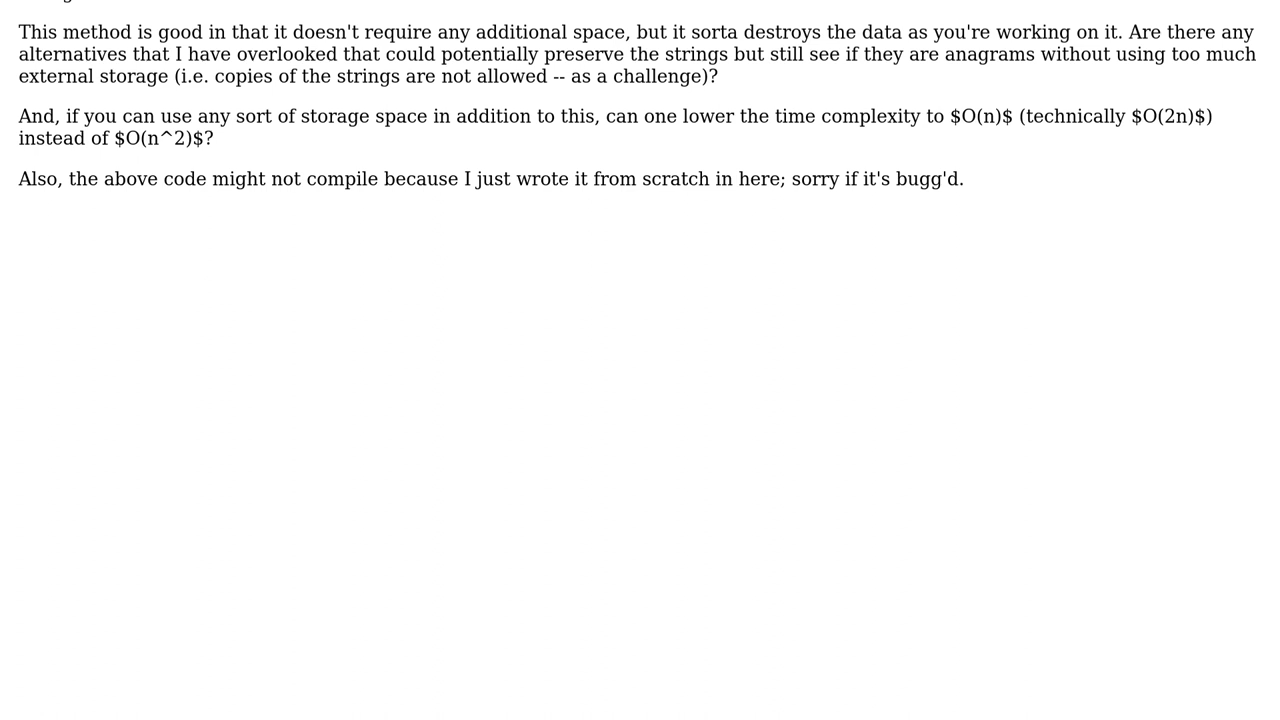 This method is good in that it doesn't require any additional space, but it sorta destroys the data as you're working on it. Are there any
alternatives that I have overlooked that could potentially preserve the strings but still see if they are anagrams without using too much
external storage (i.e. copies of the strings are not allowed -- as a challenge)?
And, if you can use any sort of storage space in addition to this, can one lower the time complexity to $O(n)$ (technically $O(2n)$)
instead of $O(n^2)$?
Also, the above code might not compile because I just wrote it from scratch in here; sorry if it's bugg'd.